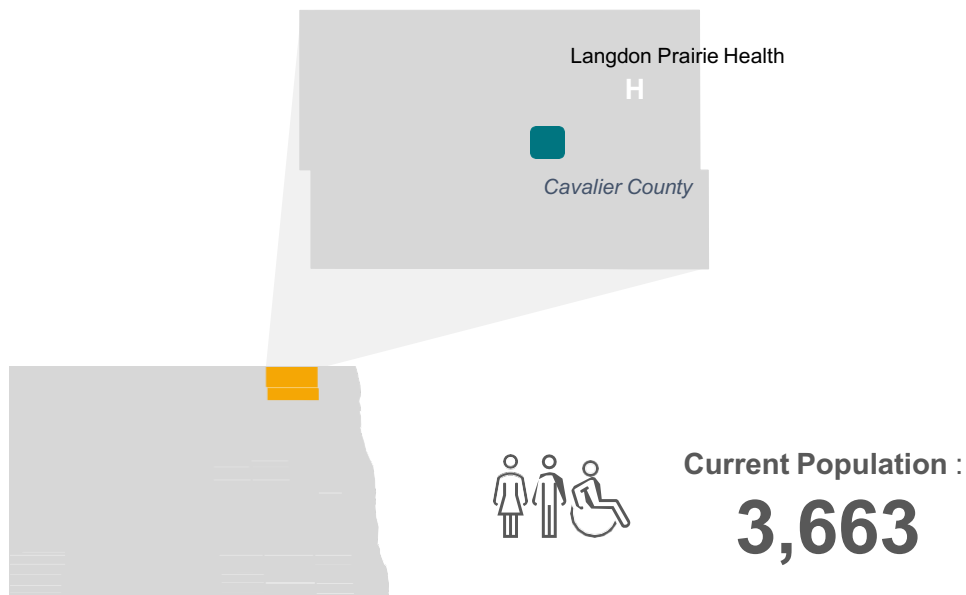 Langdon Prairie Health
H
Cavalier County
Current Population :
3,663